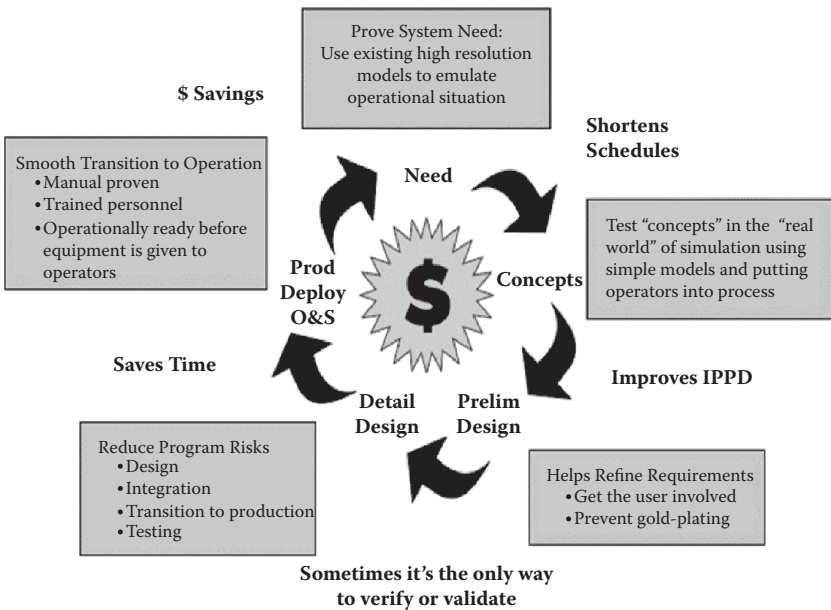 Prove System Need:
Use existing high resolution
models to emulate
operational situation
$ Savings
Shortens
Schedules
Smooth Transition to Operation
•Manual proven
•Trained personnel
•Operationally ready before
equipment is given to
operators
Need
Test “concepts” in the “real
world” of simulation using
simple models and putting
operators into process
Prod
Deploy
O&S
$
Concepts
Saves Time
Improves IPPD
Detail
Design
Prelim
Design
Reduce Program Risks
•Design
•Integration
•Transition to production
•Testing
Helps Refine Requirements
•Get the user involved
•Prevent gold-plating
Sometimes it’s the only way
to verify or validate